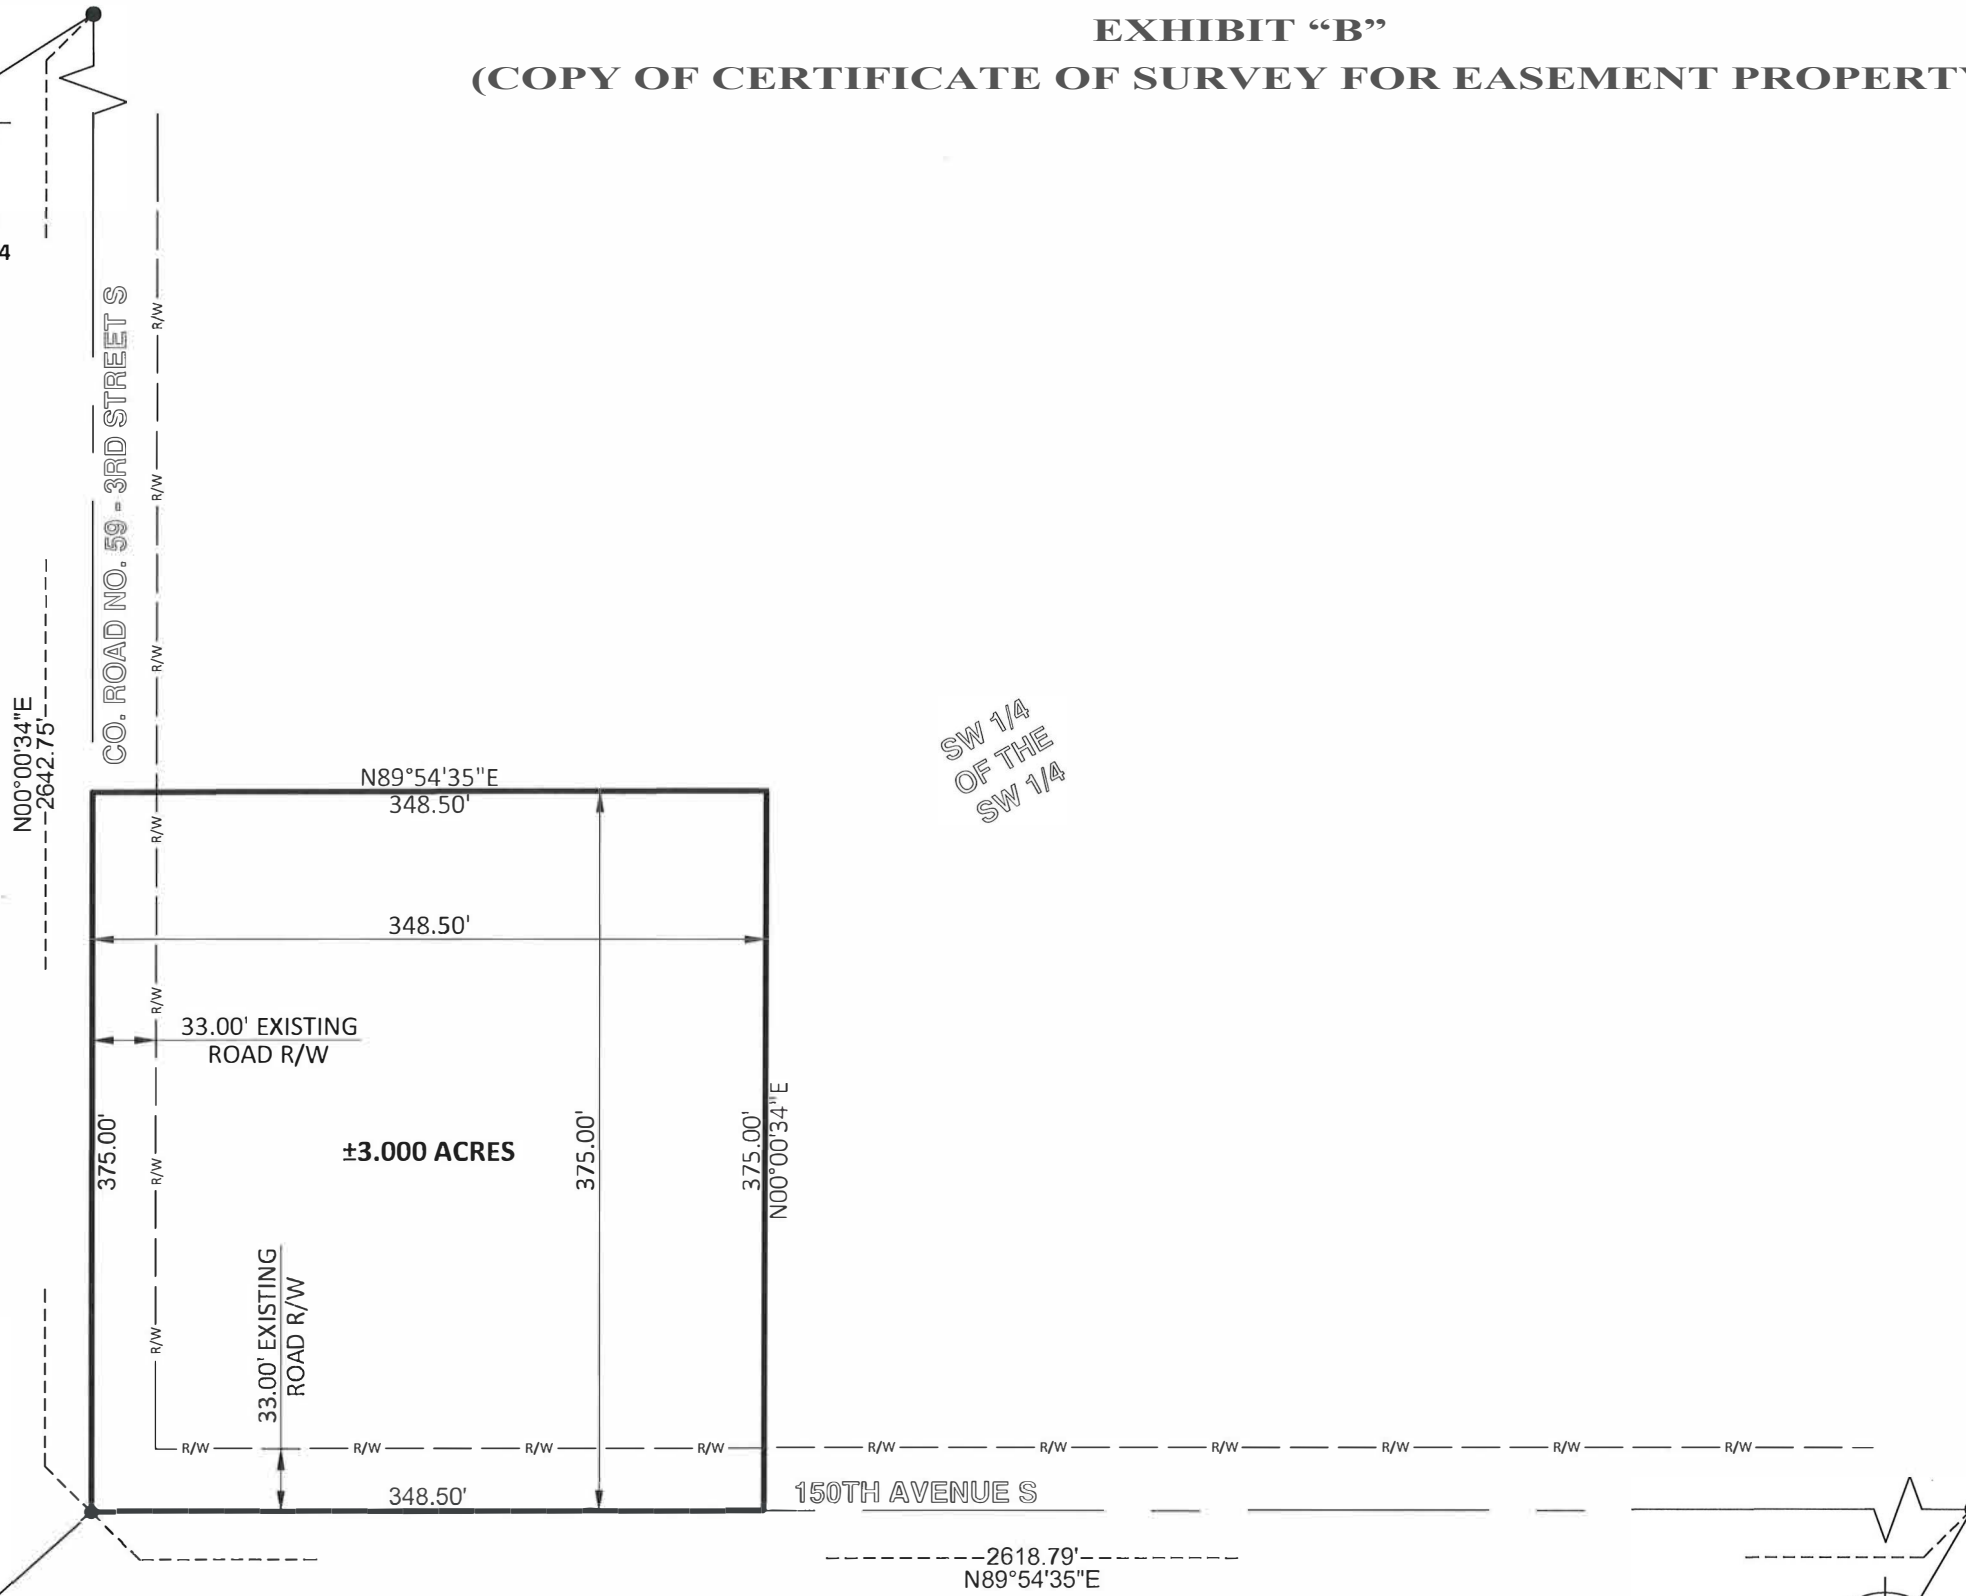 EXHIBIT “B”
(COPY OF CERTIFICATE OF SURVEY FOR EASEMENT PROPERTY
4
CO. ROAD NO. 59 - 3RD STREET S
R/W
R/W
R/W
N00°00'34"E
2642.75'
SW 1/4
OF THE
SW 1/4
N89°54'35"E
348.50'
R/W
348.50'
R/W
33.00' EXISTING
ROAD R/W
375.00'
R/W
±3.000 ACRES
375.00'
375.00'
N00°00'34"E
33.00' EXISTING
ROAD R/W
R/W
R/W R/W R/W R/W R/W R/W R/W R/W R/W R/W
348.50'
150TH AVENUE S
2618.79'
N89°54'35"E